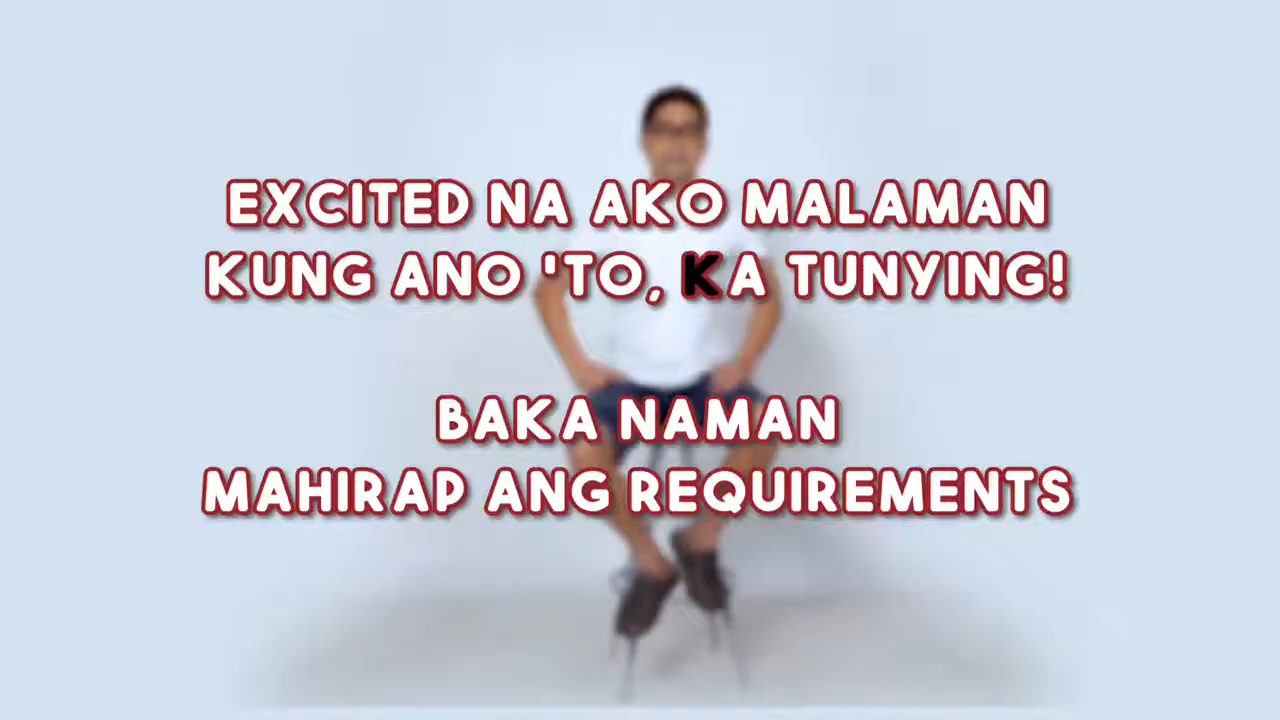 EXCITED NA AKO MALAMAN
KUNG ANO 'TO, KA TUNYING!
BAKA NAMAN
MAHIRAP ANG REQUIREMENTS